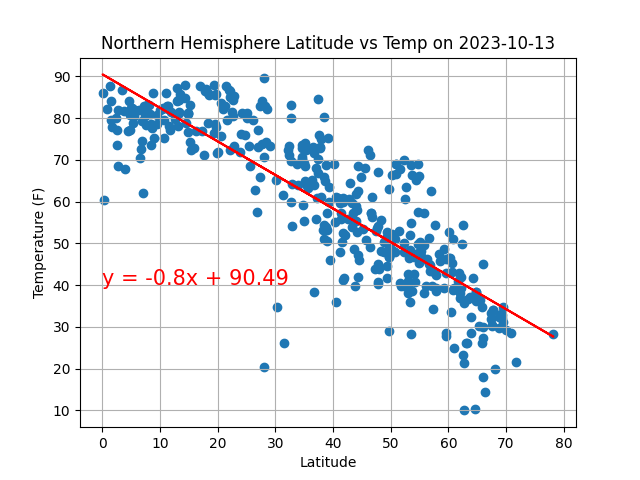 Northern Hemisphere Latitude vs Temp on 2023-10-13
90
80
70
60
50
40
30
20
10
Temperature (F)
y = -0.8x + 90.49
0 10 20 30 40 50 60 70 80
Latitude